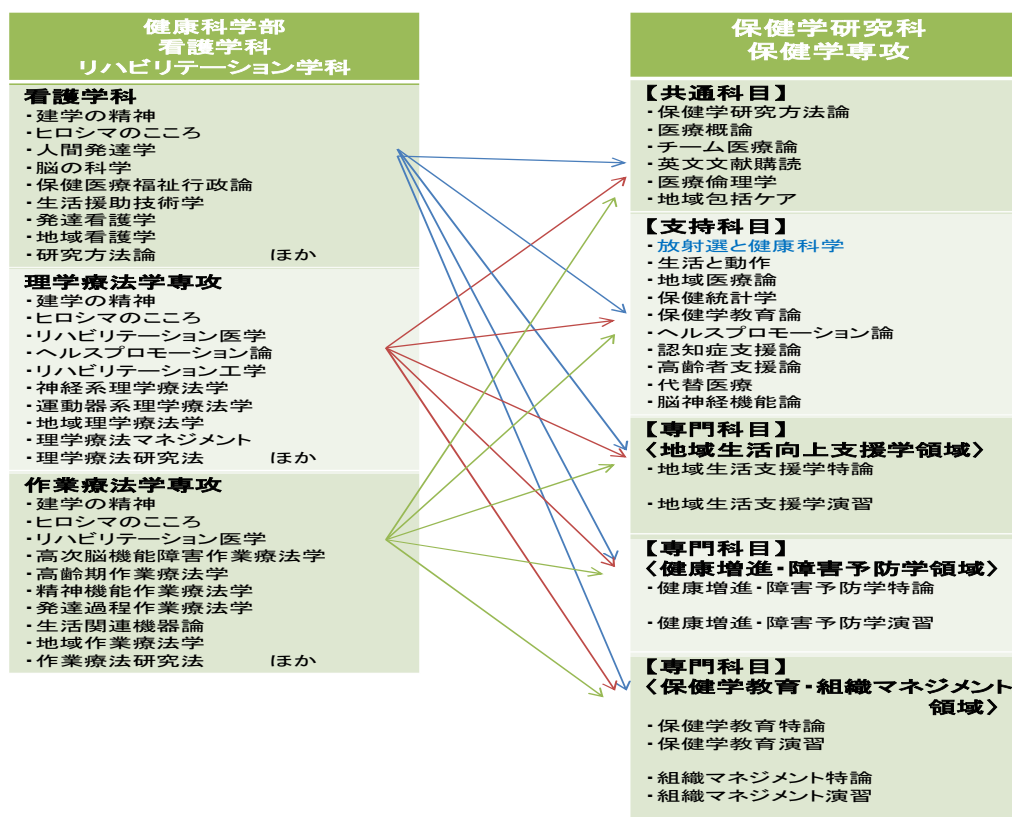 健康科学部
看護学科
リハビリテーション学科
看護学科
・建学の精神
・ヒロシマのこころ
・人間発達学
・脳の科学
・保健医療福祉行政論
・生活援助技術学
・発達看護学
・地域看護学
・研究方法論　　　ほか
理学療法学専攻
・建学の精神
・ヒロシマのこころ
・リハビリテーション医学
・ヘルスプロモーション論
・リハビリテーション工学
・神経系理学療法学
・運動器系理学療法学
・地域理学療法学
・理学療法マネジメント
・理学療法研究法　　　ほか
作業療法学専攻
・建学の精神
・ヒロシマのこころ
・リハビリテーション医学
・高次脳機能障害作業療法学
・高齢期作業療法学
・精神機能作業療法学
・発達過程作業療法学
・生活関連機器論
・地域作業療法学
・作業療法研究法　　　ほか
保健学研究科
保健学専攻
【共通科目】
・保健学研究方法論
・医療概論
・チーム医療論
・英文文献購読
・医療倫理学
・地域包括ケア
【支持科目】
・放射選と健康科学
・生活と動作
・地域医療論
・保健統計学
・保健学教育論
・ヘルスプロモーション論
・認知症支援論
・高齢者支援論
・代替医療
・脳神経機能論
【専門科目】
〈地域生活向上支援学領域〉
・地域生活支援学特論
・地域生活支援学演習
【専門科目】
〈健康増進・障害予防学領域〉
・健康増進・障害予防学特論
・健康増進・障害予防学演習
【専門科目】
〈保健学教育・組織マネジメント
領域〉
・保健学教育特論
・保健学教育演習
・組織マネジメント特論
・組織マネジメント演習